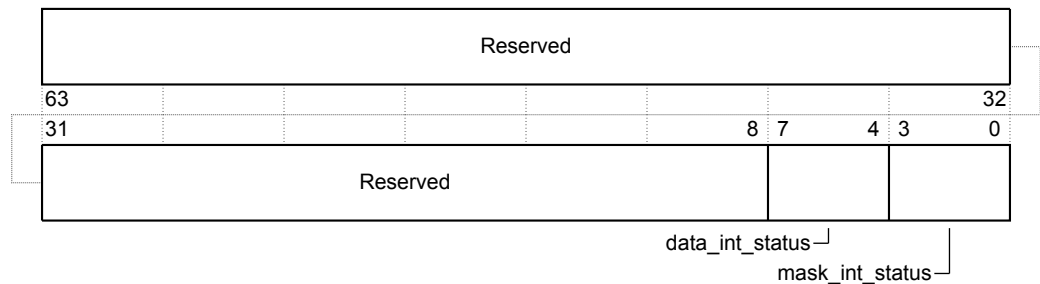 Reserved
63 32
31 8 7 4 3 0
Reserved
data_int_status
mask_int_status